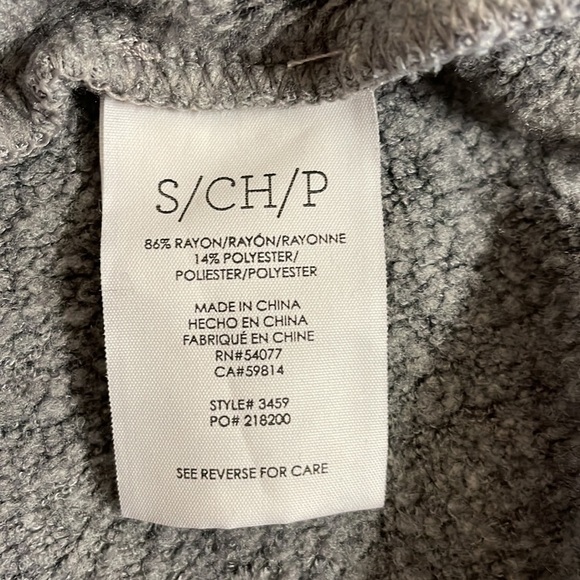 S/CH/P
86% RAYON/RAYÓN/RAYONNE
14% POLYESTER/
POLIESTER/POLYESTER
MADE IN CHINA
HECHO EN CHINA
FABRIQUÉ EN CHINE
RN#54077
CA#59814
STYLE# 3459
PO# 218200
SEE REVERSE FOR CARE